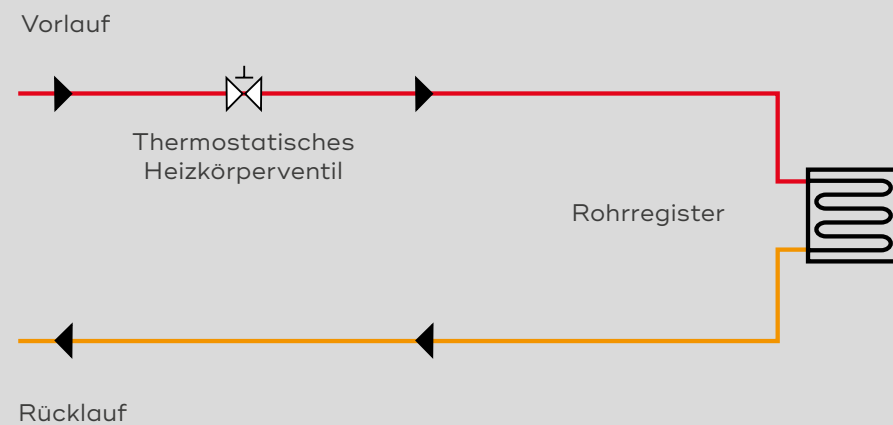 Vorlauf
Thermostatisches
Heizkörperventil
Rohrregister
Rücklauf